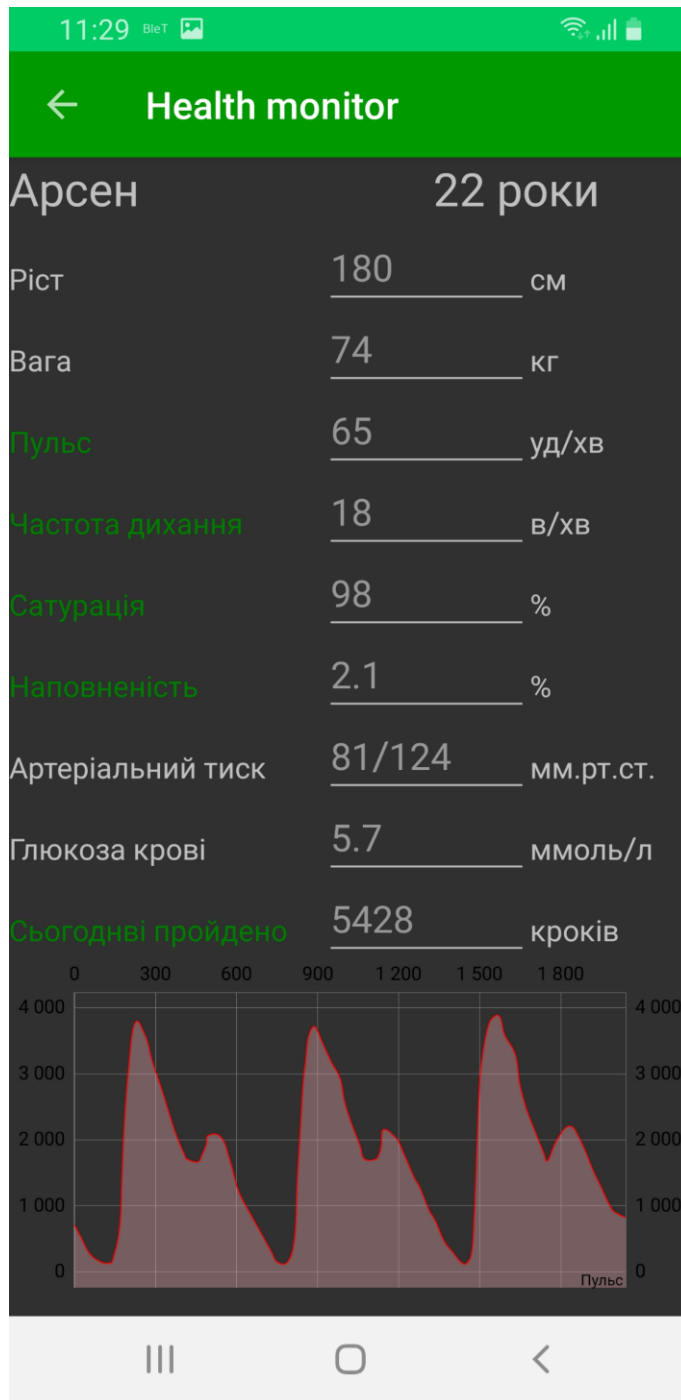 11:29 BleT
Health monitor
Арсен 22 роки
Ріст 180 см
Вага 74 кг
Пульс 65 уд/хв
Частота дихання 18 в/хв
Сатурація 98 %
Наповненість 2.1 %
Артеріальний тиск 81/124 мм.рт.ст.
Глюкоза крові 5.7 ммоль/л
Сьогоднві пройдено 5428 кроків
0 300 600 900 1 200 1 500 1 800
4 000 4 000
3 000 3 000
2 000 2 000
1 000 1 000
0 Пульс 0